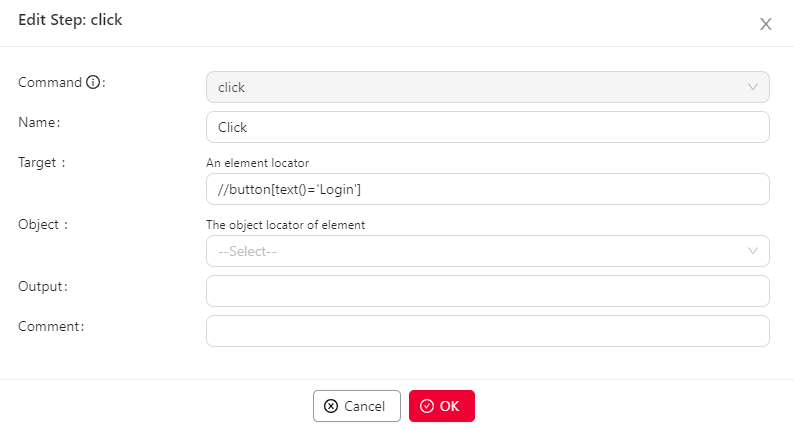 Edit Step: click
Command :
click
Name:
Click
Target :
An element locator
//button[text()='Login']
Object :
The object locator of element
--Select--
Output:
Comment:
Cancel
OK